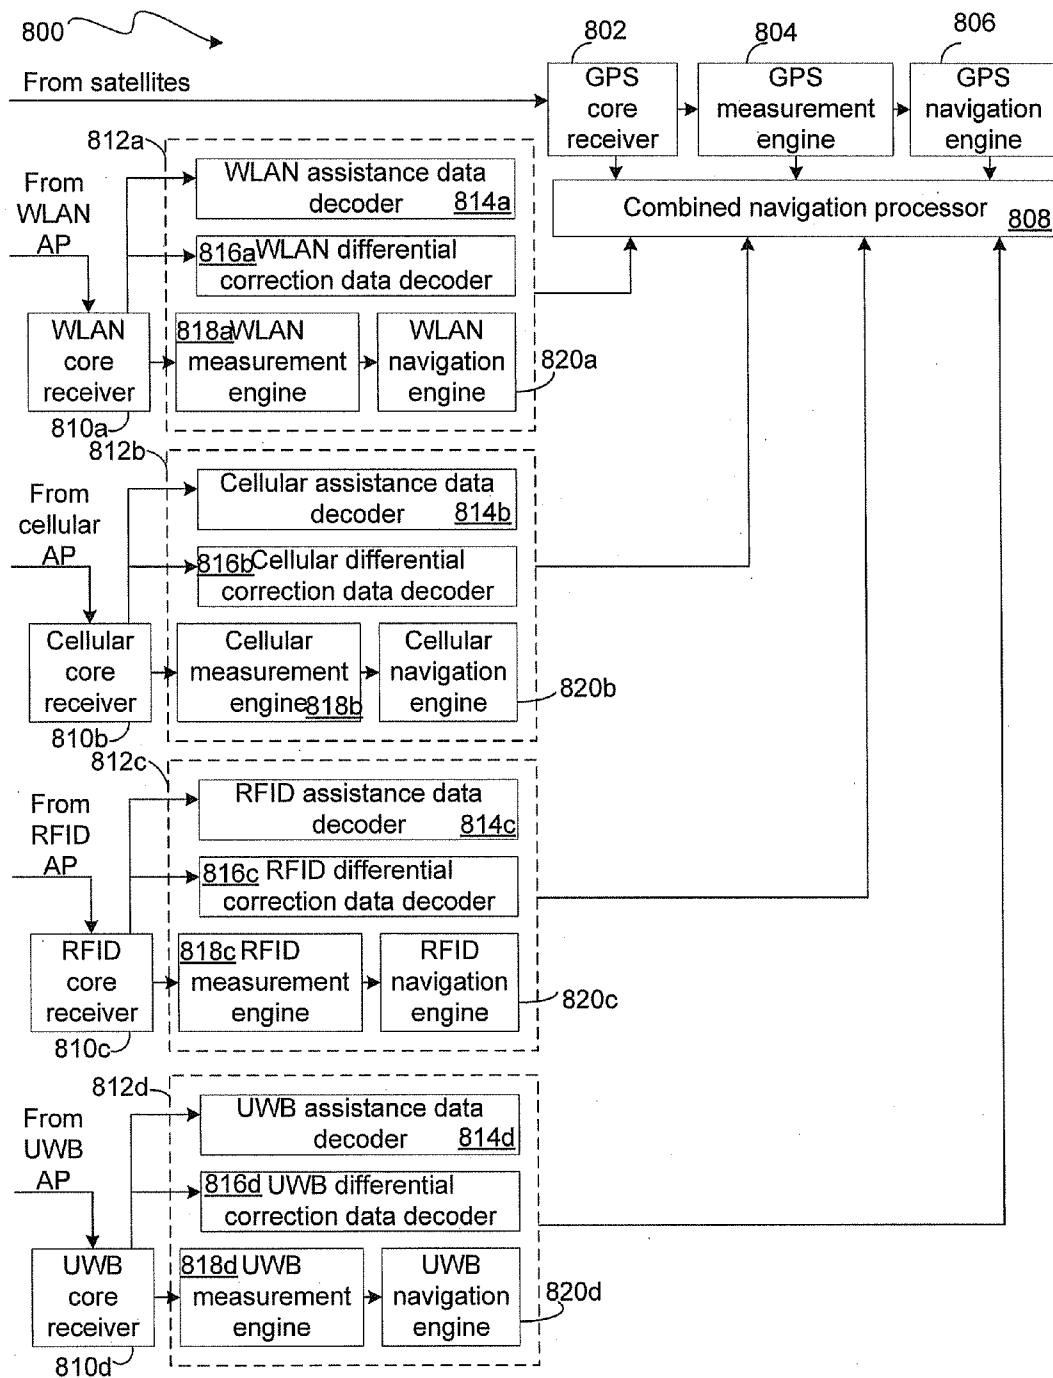 800
802
804
806
From satellites
GPS
core
receiver
GPS
measurement
engine
GPS
navigation
engine
Combined navigation processor 808
812a
From
WLAN
AP
WLAN assistance data
decoder 814a
816a WLAN differential
correction data decoder
WLAN
core
receiver
810a
818a WLAN
measurement
engine
WLAN
navigation
engine
820a
812b
From
cellular
AP
Cellular assistance data
decoder 814b
816b Cellular differential
correction data decoder
Cellular
core
receiver
810b
Cellular
measurement
engine 818b
Cellular
navigation
engine
820b
812c
From
RFID
AP
RFID assistance data
decoder 814c
816c RFID differential
correction data decoder
RFID
core
receiver
810c
818c RFID
measurement
engine
RFID
navigation
engine
820c
812d
From
UWB
AP
UWB assistance data
decoder 814d
816d UWB differential
correction data decoder
UWB
core
receiver
810d
818d UWB
measurement
engine
UWB
navigation
engine
820d